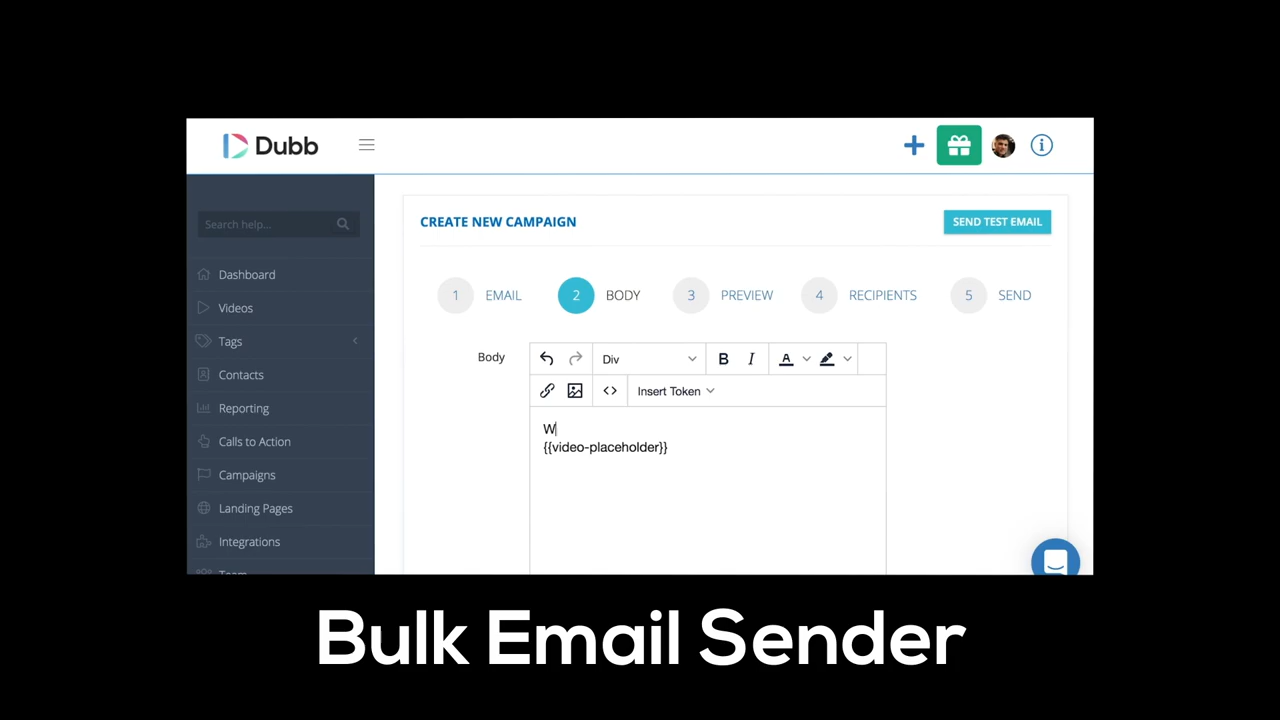 Dubb
Search help...
CREATE NEW CAMPAIGN
SEND TEST EMAIL
Dashboard
Videos
Tags
Contacts
Reporting
Calls to Action
Campaigns
Landing Pages
Integrations
Team
1 EMAIL 2 BODY 3 PREVIEW 4 RECIPIENTS 5 SEND
Body
Div B I A
<> Insert Token
W
{{video-placeholder}}
Bulk Email Sender